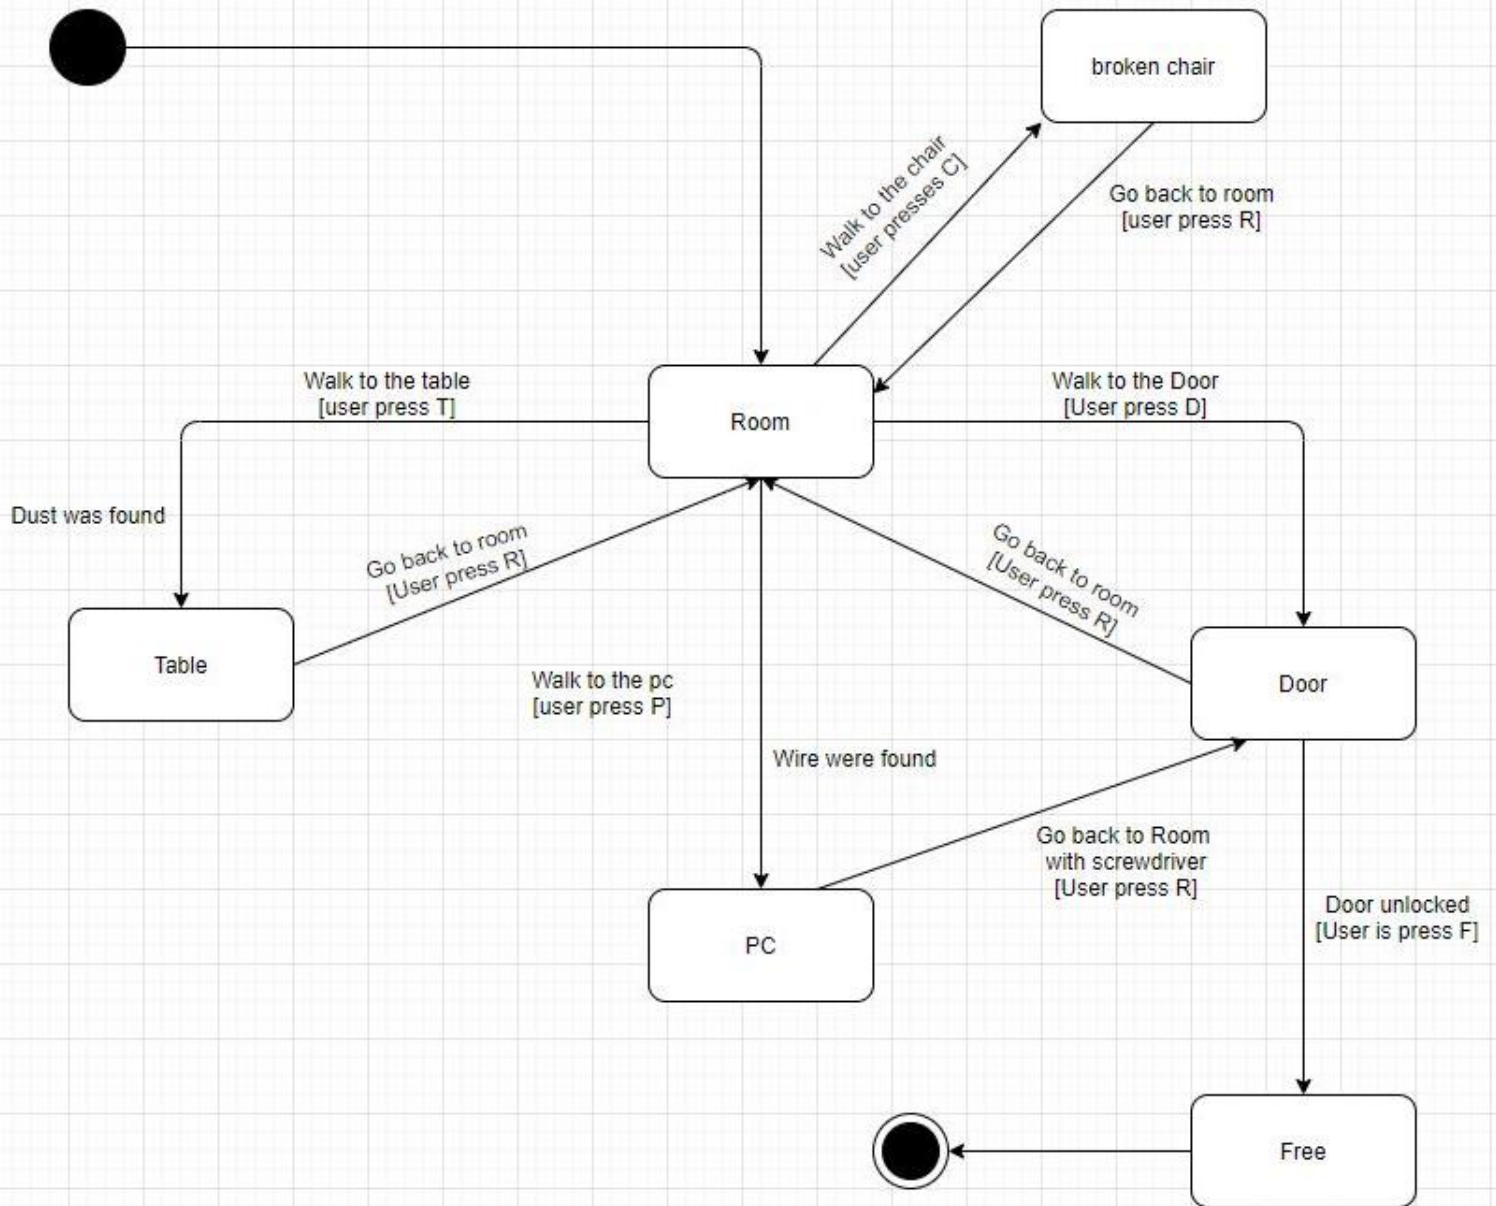 broken chair
Walk to the chair
[user presses C]
Go back to room
[user press R]
Walk to the table
[user press T]
Room
Walk to the Door
[User press D]
Dust was found
Go back to room
[User press R]
Go back to room
[User press R]
Table
Walk to the pc
[user press P]
Door
Wire were found
Go back to Room
with screwdriver
[User press R]
PC
Door unlocked
[User is press F]
Free